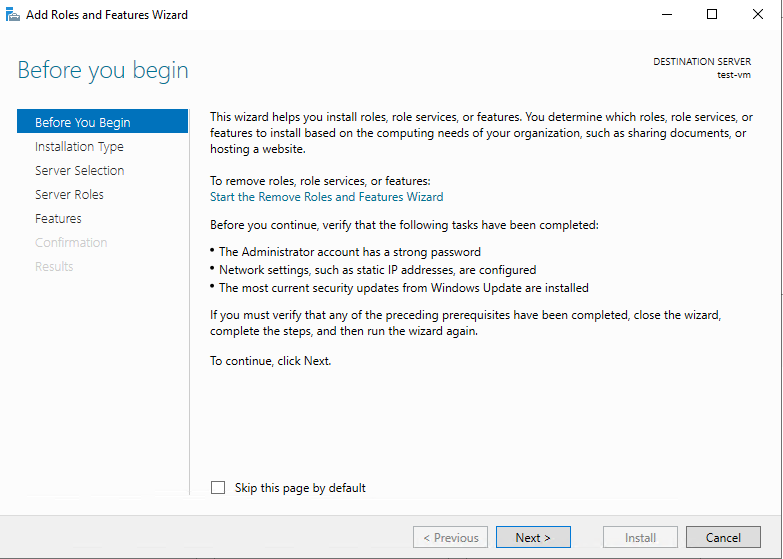 Add Roles and Features Wizard
Before you begin
DESTINATION SERVER
test-vm
Before You Begin
Installation Type
Server Selection
Server Roles
Features
Confirmation
Results
This wizard helps you install roles, role services, or features. You determine which roles, role services, or
features to install based on the computing needs of your organization, such as sharing documents, or
hosting a website.
To remove roles, role services, or features:
Start the Remove Roles and Features Wizard
Before you continue, verify that the following tasks have been completed:
• The Administrator account has a strong password
• Network settings, such as static IP addresses, are configured
• The most current security updates from Windows Update are installed
If you must verify that any of the preceding prerequisites have been completed, close the wizard,
complete the steps, and then run the wizard again.
To continue, click Next.
Skip this page by default
< Previous
Next >
Install
Cancel